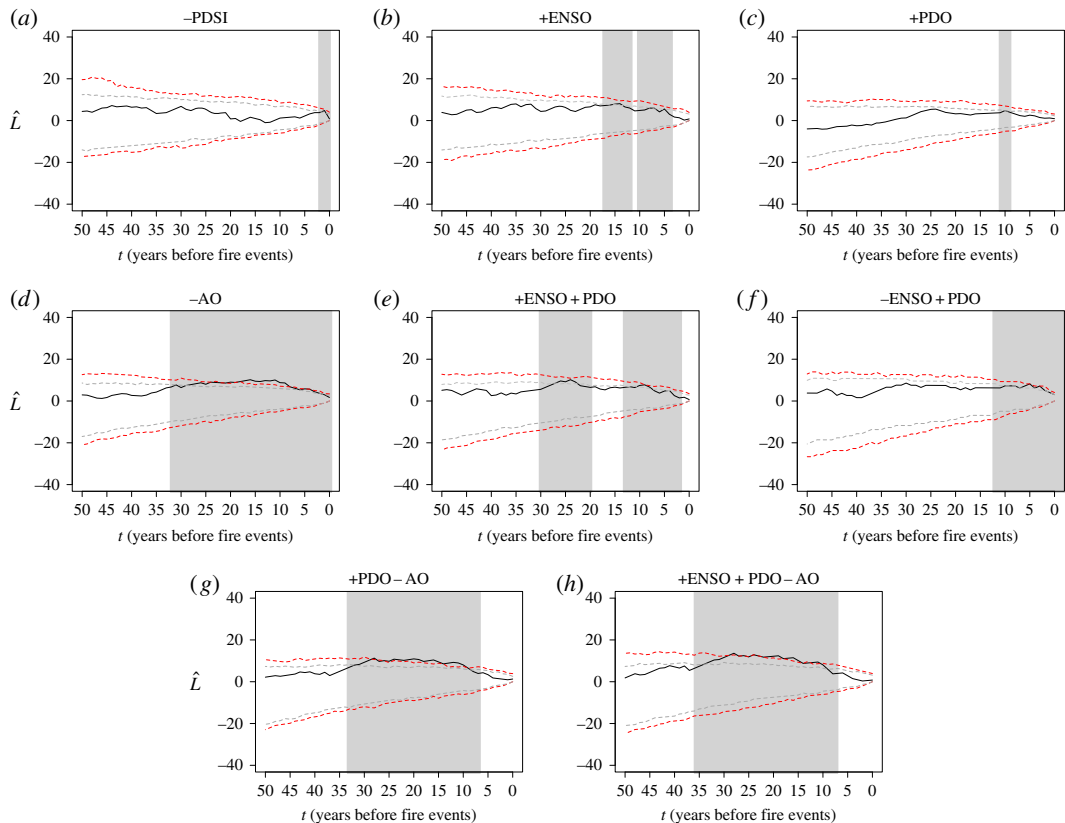 (a) –PDSI
40
20
0
–20
–40
L̂
50 45 40 35 30 25 20 15 10 5 0
t (years before fire events)
(b) +ENSO
40
20
0
–20
–40
50 45 40 35 30 25 20 15 10 5 0
t (years before fire events)
(c) +PDO
40
20
0
–20
–40
50 45 40 35 30 25 20 15 10 5 0
t (years before fire events)
(d) –AO
40
20
0
–20
–40
L̂
50 45 40 35 30 25 20 15 10 5 0
t (years before fire events)
(e) +ENSO + PDO
40
20
0
–20
–40
50 45 40 35 30 25 20 15 10 5 0
t (years before fire events)
(f) –ENSO + PDO
40
20
0
–20
–40
50 45 40 35 30 25 20 15 10 5 0
t (years before fire events)
(g) +PDO – AO
40
20
0
–20
–40
L̂
50 45 40 35 30 25 20 15 10 5 0
t (years before fire events)
(h) +ENSO + PDO – AO
40
20
0
–20
–40
50 45 40 35 30 25 20 15 10 5 0
t (years before fire events)